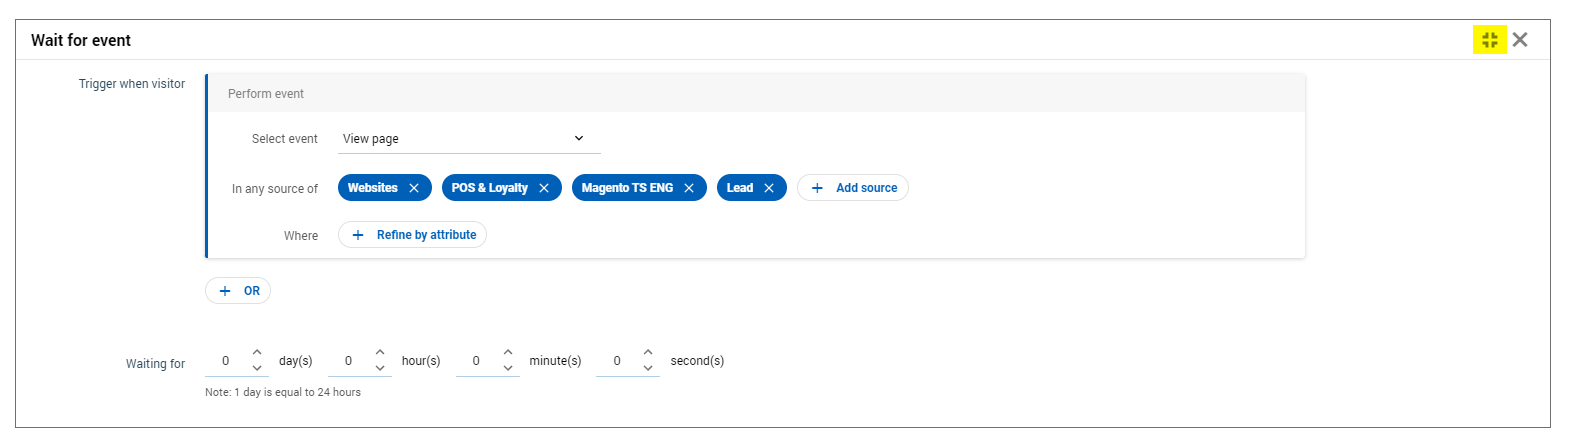 Wait for event
Trigger when visitor
Perform event
Select event View page
In any source of Websites POS & Loyalty Magento TS ENG Lead + Add source
Where + Refine by attribute
+ OR
Waiting for 0 day(s) 0 hour(s) 0 minute(s) 0 second(s)
Note: 1 day is equal to 24 hours